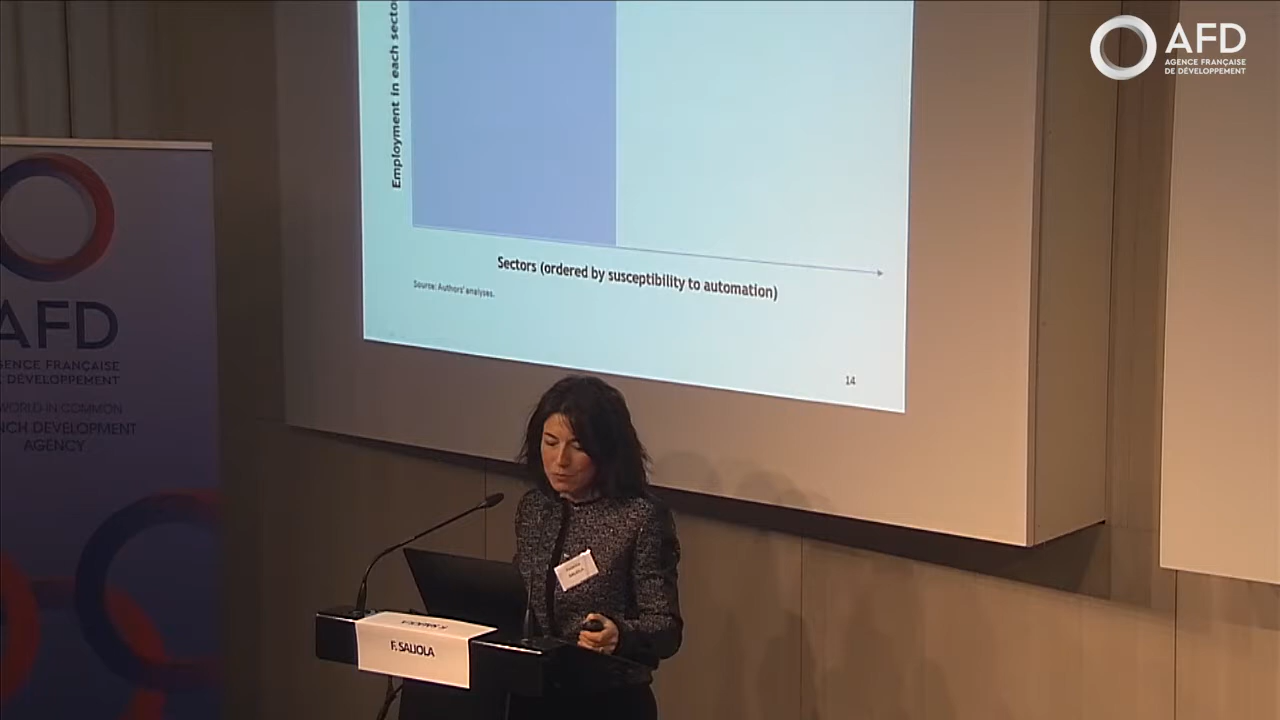 AFD
AGENCE FRANÇAISE
DE DÉVELOPPEMENT
Employment in each secto
Sectors (ordered by susceptibility to automation)
Source: Authors' analyses.
14
AFD
GENCE FRANÇAISE
DÉVELOPPEMENT
WORLD IN COMMON
NCH DEVELOPMENT
AGENCY
SALIOLA
F. SALIOLA